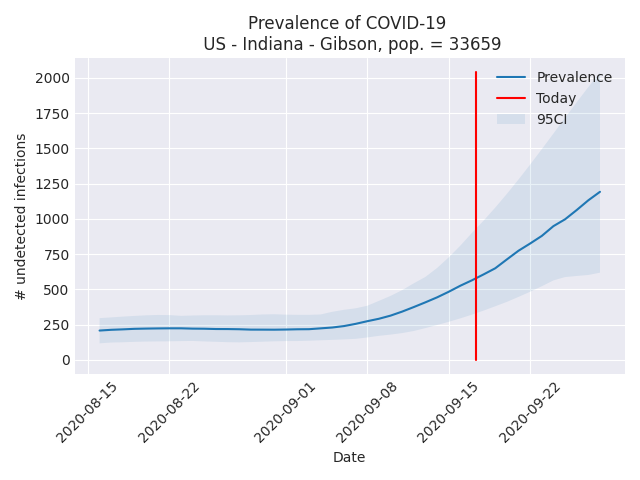 Prevalence of COVID-19
US - Indiana - Gibson, pop. = 33659
# undetected infections
2000
1750
1500
1250
1000
750
500
250
0
Prevalence
Today
95CI
2020-08-15
2020-08-22
2020-09-01
2020-09-08
2020-09-15
2020-09-22
Date